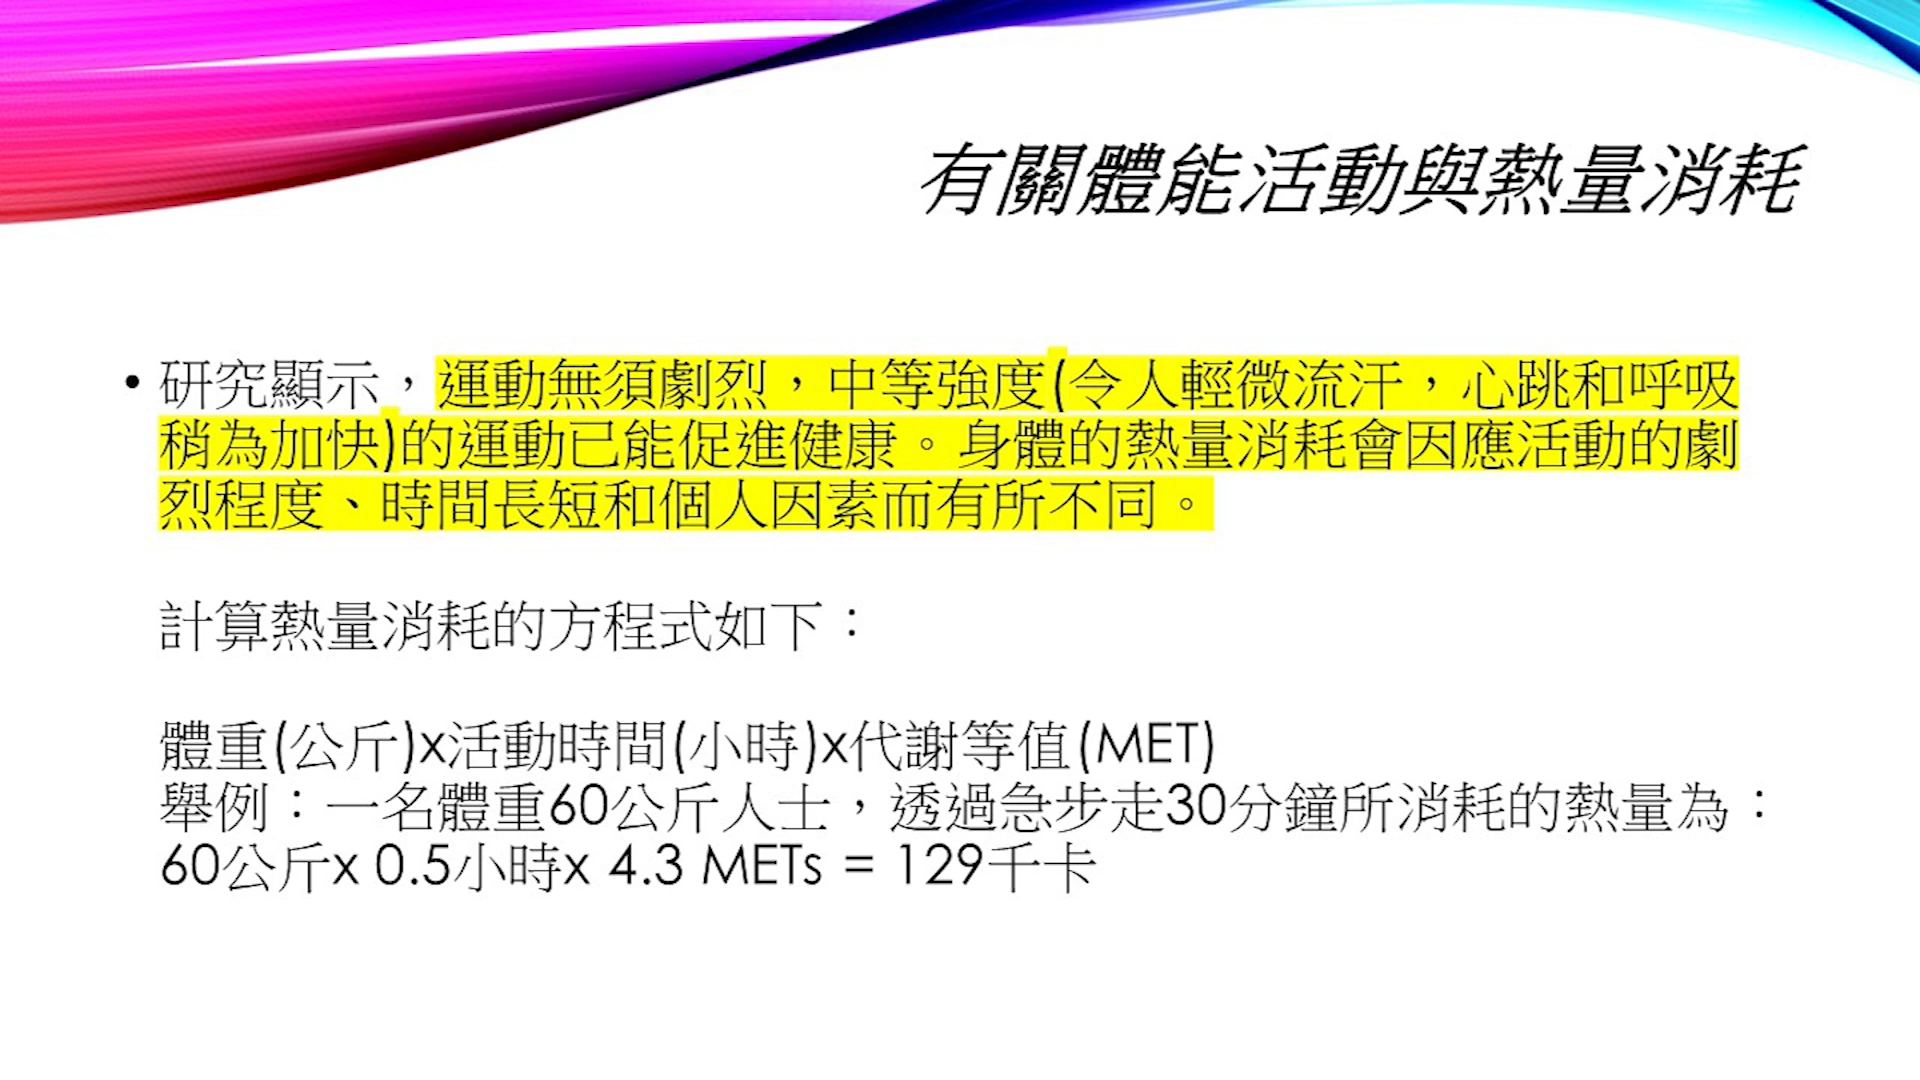 有關體能活動與熱量消耗
• 研究顯示，運動無須劇烈，中等強度(令人輕微流汗，心跳和呼吸
稍為加快)的運動已能促進健康。身體的熱量消耗會因應活動的劇
烈程度、時間長短和個人因素而有所不同。
計算熱量消耗的方程式如下：
體重(公斤)x活動時間(小時)x代謝等值(MET)
舉例：一名體重60公斤人士，透過急步走30分鐘所消耗的熱量為：
60公斤x 0.5小時x 4.3 METs = 129千卡